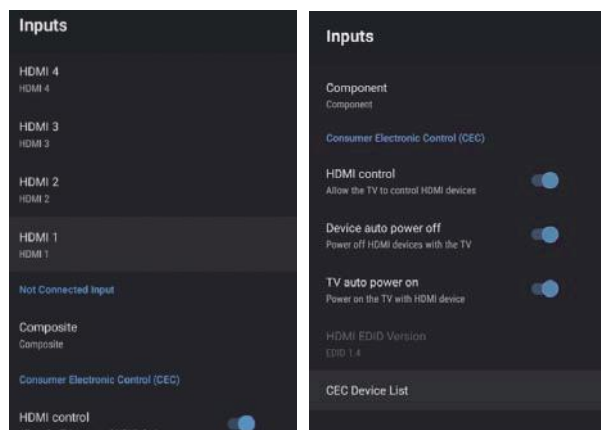 Inputs
HDMI 4
HDMI 4
HDMI 3
HDMI 3
HDMI 2
HDMI 2
HDMI 1
HDMI 1
Not Connected Input
Composite
Composite
Consumer Electronic Control (CEC)
HDMI control
Inputs
Component
Component
Consumer Electronic Control (CEC)
HDMI control
Allow the TV to control HDMI devices
Device auto power off
Power off HDMI devices with the TV
TV auto power on
Power on the TV with HDMI device
HDMI EDID Version
EDID 1.4
CEC Device List